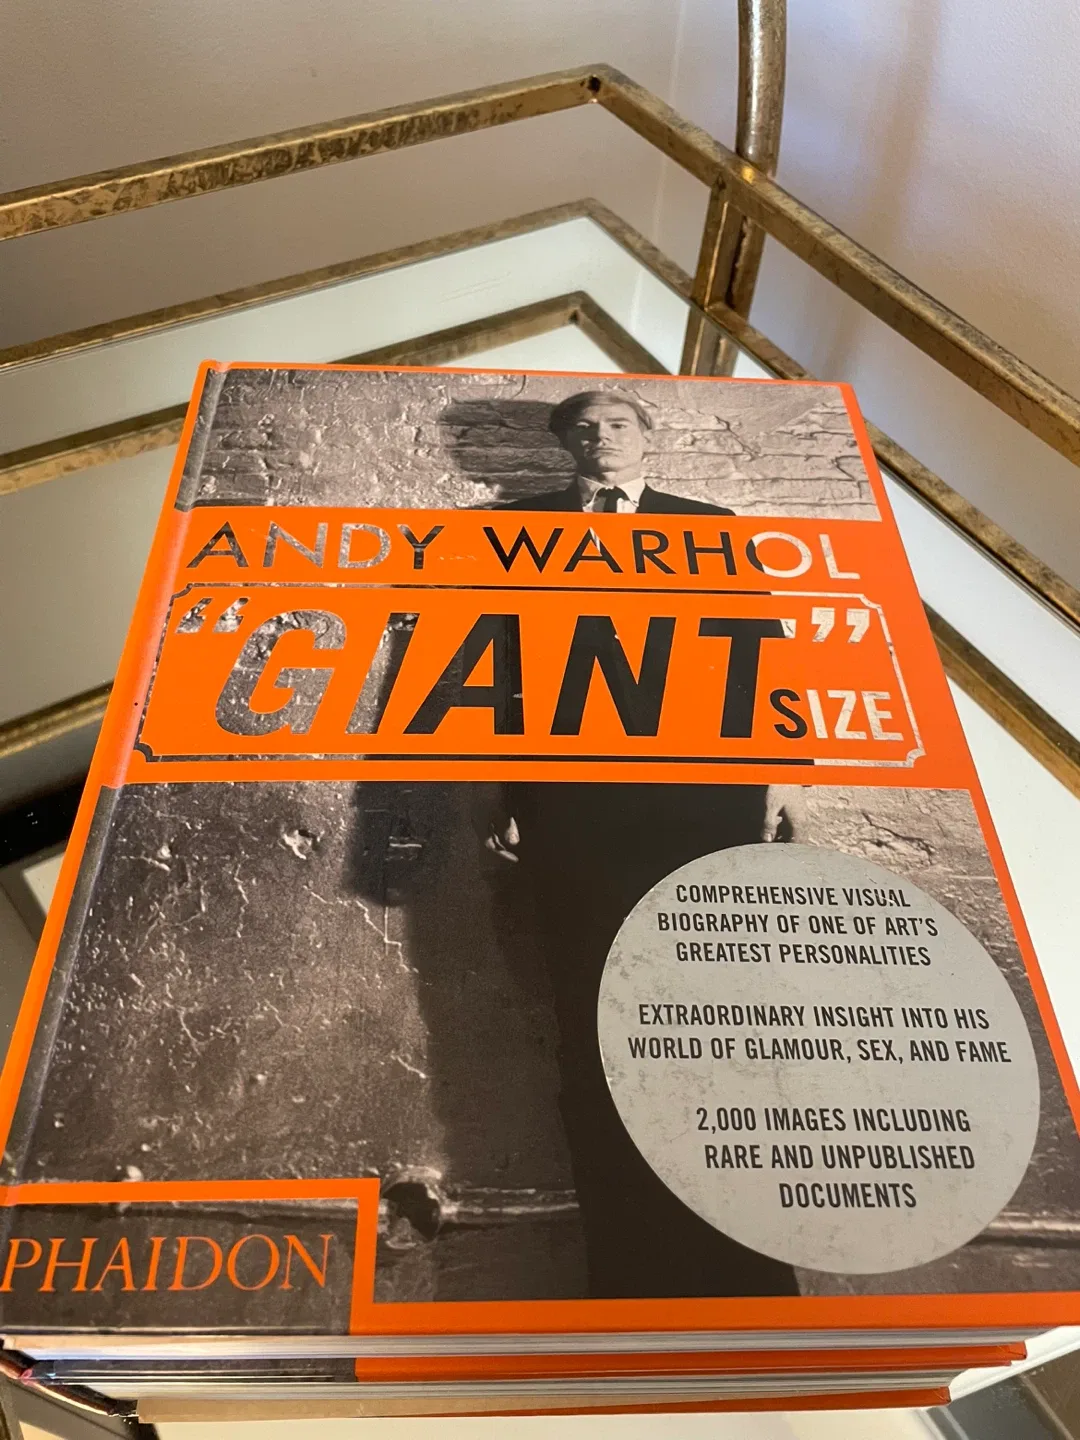 ANDY WARHOL
"GIANT"
SIZE
COMPREHENSIVE VISUAL
BIOGRAPHY OF ONE OF ART'S
GREATEST PERSONALITIES
EXTRAORDINARY INSIGHT INTO HIS
WORLD OF GLAMOUR, SEX, AND FAME
2,000 IMAGES INCLUDING
RARE AND UNPUBLISHED
DOCUMENTS
PHAIDON